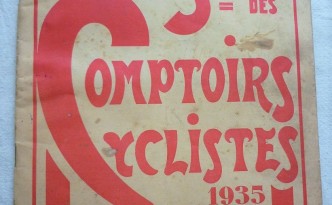 DES
COMPTOIRS
CYCLISTES
1935